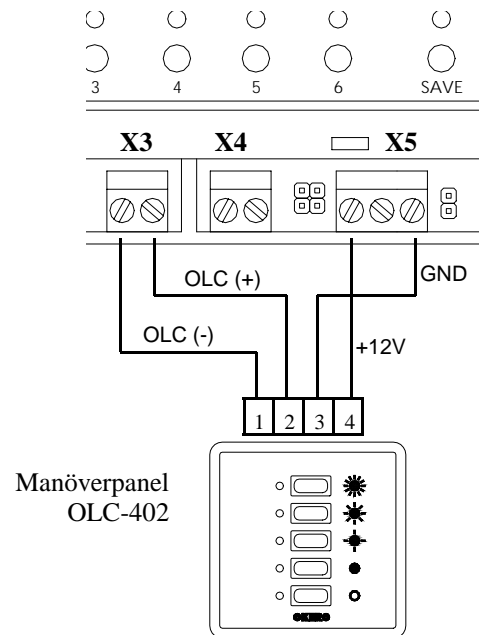 3 4 5 6 SAVE
X3 X4 X5
OLC (+)
GND
OLC (-)
+12V
1 2 3 4
Manöverpanel
OLC-402